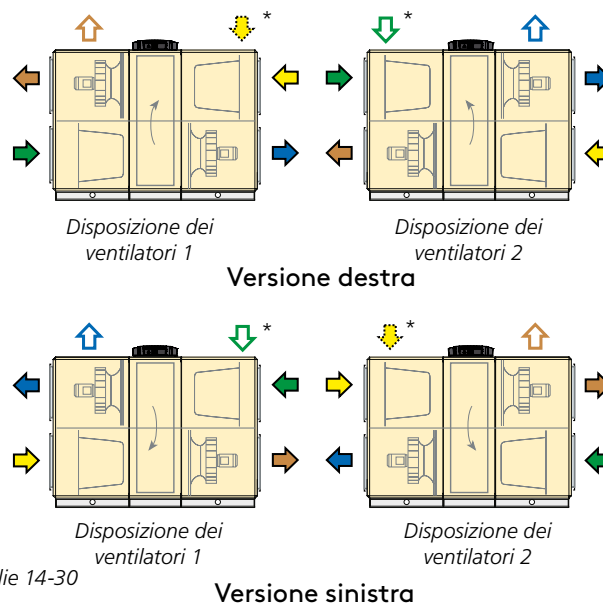 *
*
Disposizione dei
ventilatori 1
Disposizione dei
ventilatori 2
Versione destra
*
*
Disposizione dei
ventilatori 1
Disposizione dei
ventilatori 2
lie 14-30
Versione sinistra